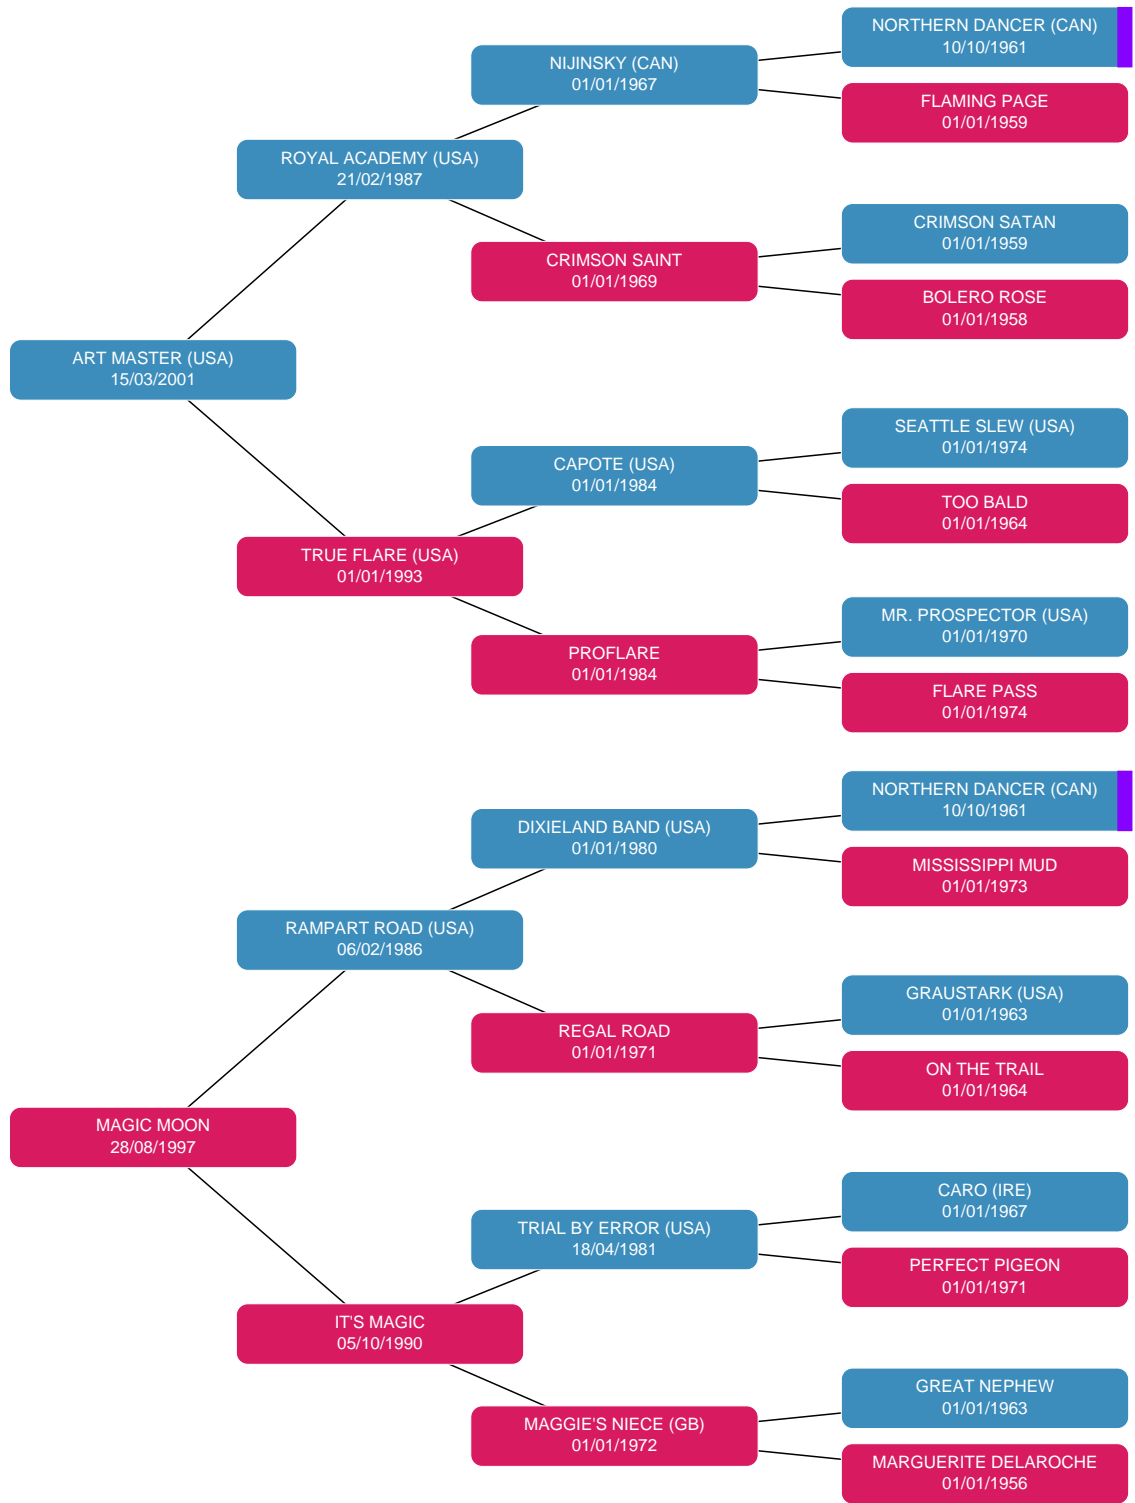 NORTHERN DANCER (CAN)
10/10/1961
NIJINSKY (CAN)
01/01/1967
FLAMING PAGE
01/01/1959
ROYAL ACADEMY (USA)
21/02/1987
CRIMSON SATAN
01/01/1959
CRIMSON SAINT
01/01/1969
BOLERO ROSE
01/01/1958
ART MASTER (USA)
15/03/2001
SEATTLE SLEW (USA)
01/01/1974
CAPOTE (USA)
01/01/1984
TOO BALD
01/01/1964
TRUE FLARE (USA)
01/01/1993
MR. PROSPECTOR (USA)
01/01/1970
PROFLARE
01/01/1984
FLARE PASS
01/01/1974
NORTHERN DANCER (CAN)
10/10/1961
DIXIELAND BAND (USA)
01/01/1980
MISSISSIPPI MUD
01/01/1973
RAMPART ROAD (USA)
06/02/1986
GRAUSTARK (USA)
01/01/1963
REGAL ROAD
01/01/1971
ON THE TRAIL
01/01/1964
MAGIC MOON
28/08/1997
CARO (IRE)
01/01/1967
TRIAL BY ERROR (USA)
18/04/1981
PERFECT PIGEON
01/01/1971
IT'S MAGIC
05/10/1990
GREAT NEPHEW
01/01/1963
MAGGIE'S NIECE (GB)
01/01/1972
MARGUERITE DELAROCHE
01/01/1956